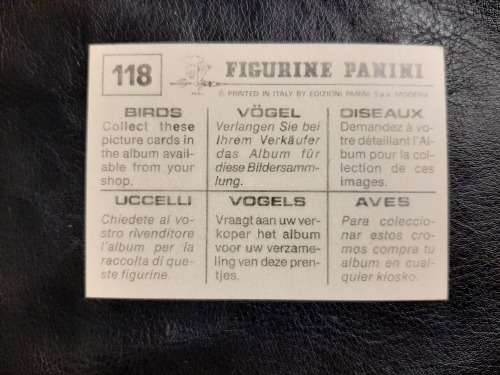 118
FIGURINE PANINI
© PRINTED IN ITALY BY EDIZIONI PANINI S.p.A. MODENA
BIRDS
Collect these
picture cards in
the album avail-
able from your
shop.
VÖGEL
Verlangen Sie bei
Ihrem Verkäufer
das Album für
diese Bildersamm-
lung.
OISEAUX
Demandez à vo-
tre détaillant l'Al-
bum pour la col-
lection de ces
images.
UCCELLI
Chiedete al vo-
stro rivenditore
l'album per la
raccolta di que-
ste figurine.
VOGELS
Vraagt aan uw ver-
koper het album
voor uw verzame-
ling van deze pren-
tjes.
AVES
Para coleccio-
nar estos cro-
mos compra tu
album en cual-
quier kiosko.